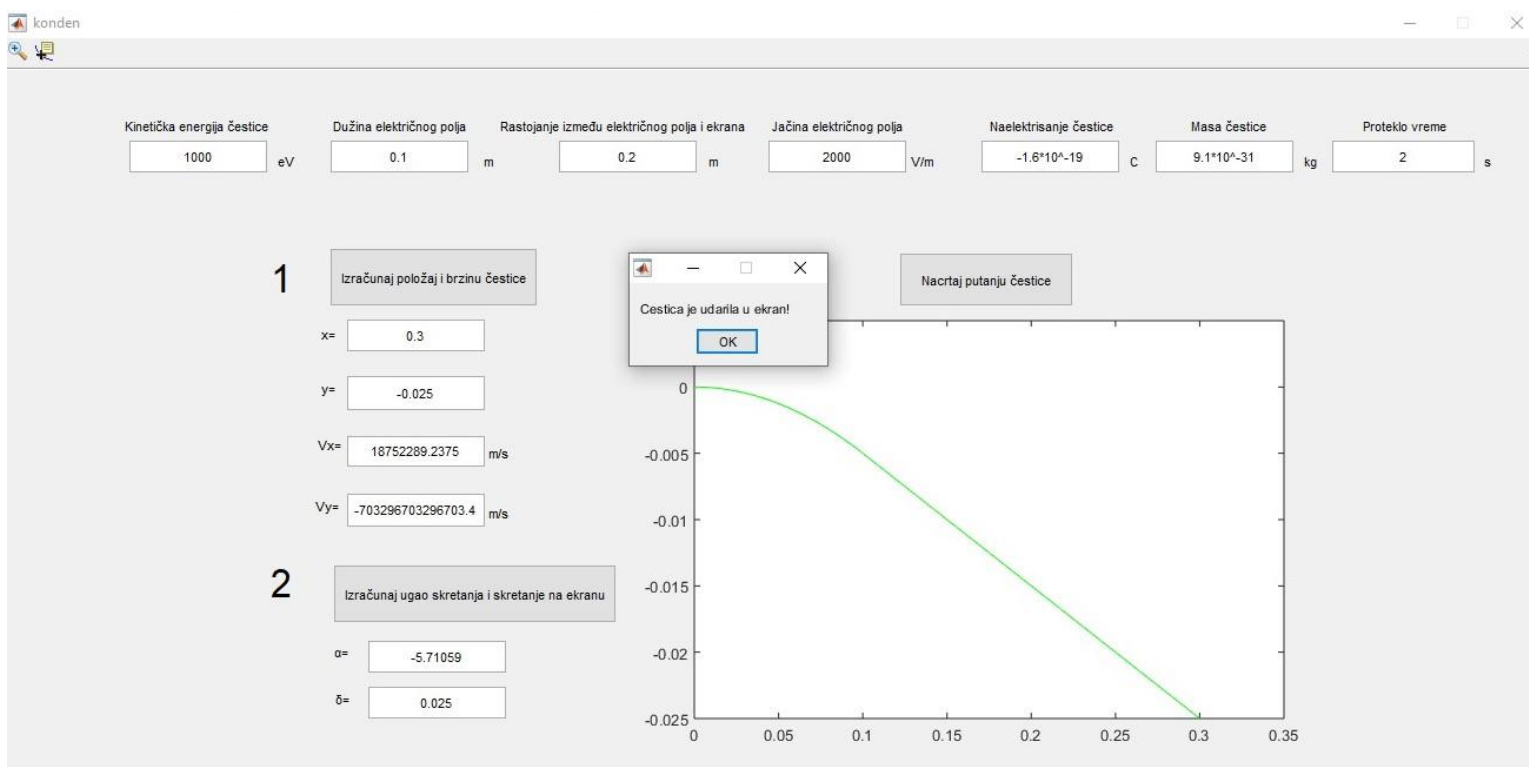 konden
Kinetička energija čestice
1000 eV
Dužina električnog polja
0.1 m
Rastojanje između električnog polja i ekrana
0.2 m
Jačina električnog polja
2000 V/m
Naelektrisanje čestice
-1.6*10^-19 C
Masa čestice
9.1*10^-31 kg
Proteklo vreme
2 s
1
Izračunaj položaj i brzinu čestice
x= 0.3
y= -0.025
Vx= 18752289.2375 m/s
Vy= -703296703296703.4 m/s
2
Izračunaj ugao skretanja i skretanje na ekranu
α= -5.71059
δ= 0.025
Cestica je udarila u ekran!
OK
Nacrtaj putanju čestice
0
-0.005
-0.01
-0.015
-0.02
-0.025
0 0.05 0.1 0.15 0.2 0.25 0.3 0.35